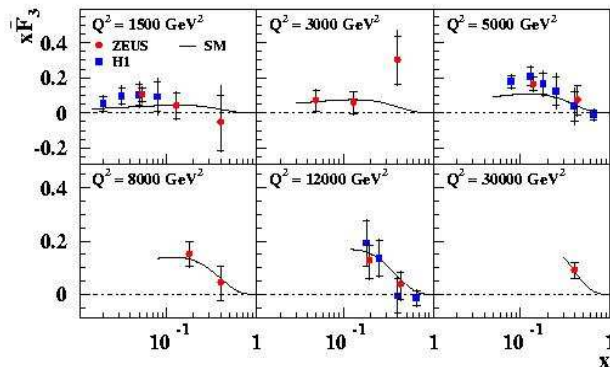 xF̃₃
Q² = 1500 GeV²
Q² = 3000 GeV²
Q² = 5000 GeV²
ZEUS
SM
H1
0.4
0.2
0
-0.2
Q² = 8000 GeV²
Q² = 12000 GeV²
Q² = 30000 GeV²
0.4
0.2
0
10⁻¹ 1
10⁻¹ 1
10⁻¹ 1
x